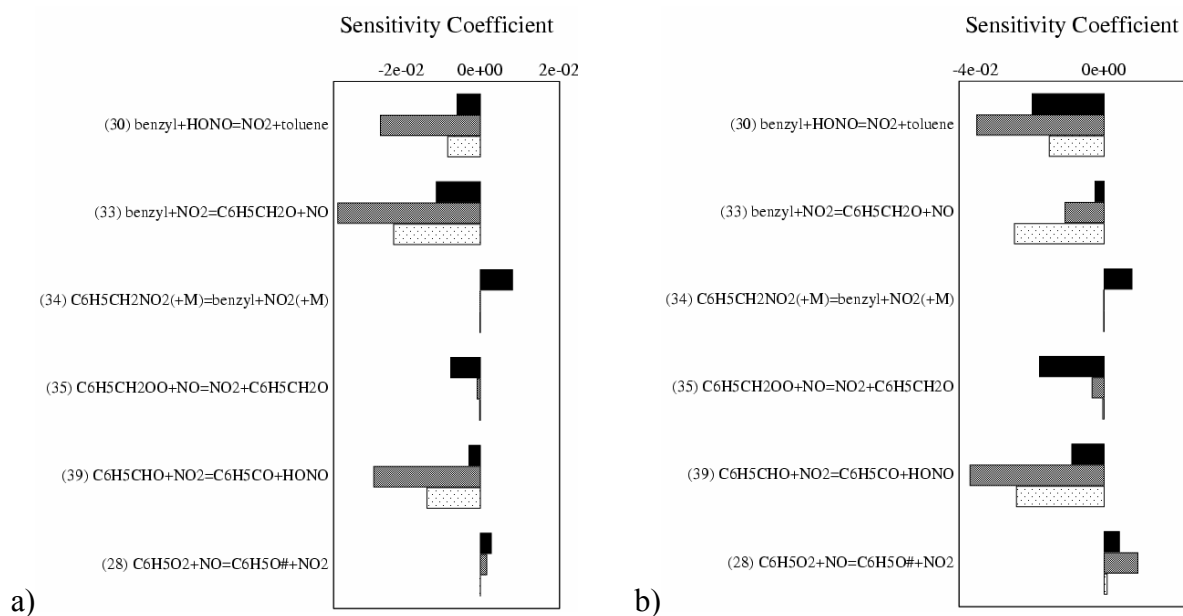 Sensitivity Coefficient
-2e-02 0e+00 2e-02
(30) benzyl+HONO=NO2+toluene
(33) benzyl+NO2=C6H5CH2O+NO
(34) C6H5CH2NO2(+M)=benzyl+NO2(+M)
(35) C6H5CH2OO+NO=NO2+C6H5CH2O
(39) C6H5CHO+NO2=C6H5CO+HONO
(28) C6H5O2+NO=C6H5O#+NO2
a)
Sensitivity Coefficient
-4e-02 0e+00
(30) benzyl+HONO=NO2+toluene
(33) benzyl+NO2=C6H5CH2O+NO
(34) C6H5CH2NO2(+M)=benzyl+NO2(+M)
(35) C6H5CH2OO+NO=NO2+C6H5CH2O
(39) C6H5CHO+NO2=C6H5CO+HONO
(28) C6H5O2+NO=C6H5O#+NO2
b)